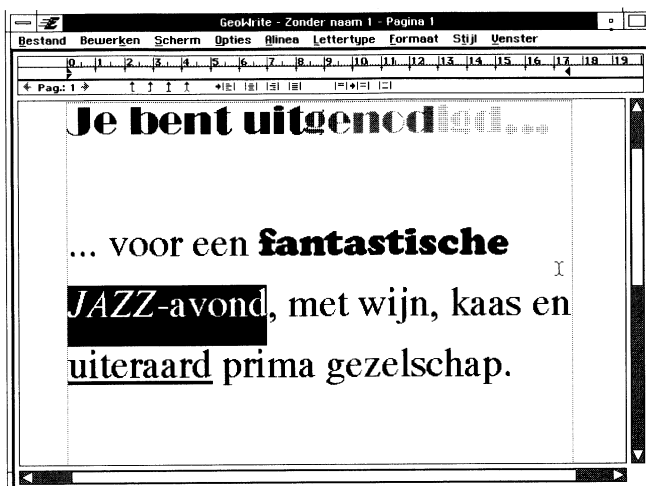 GeoWrite - Zonder naam 1 - Pagina 1
Bestand Bewerken Scherm Opties Alinea Lettertype Formaat Stijl Venster
0 1 2 3 4 5 6 7 8 9 10 11 12 13 14 15 16 17 18 19
Pag.: 1
Je bent uitgenodigd...
... voor een fantastische
JAZZ-avond, met wijn, kaas en
uiteraard prima gezelschap.